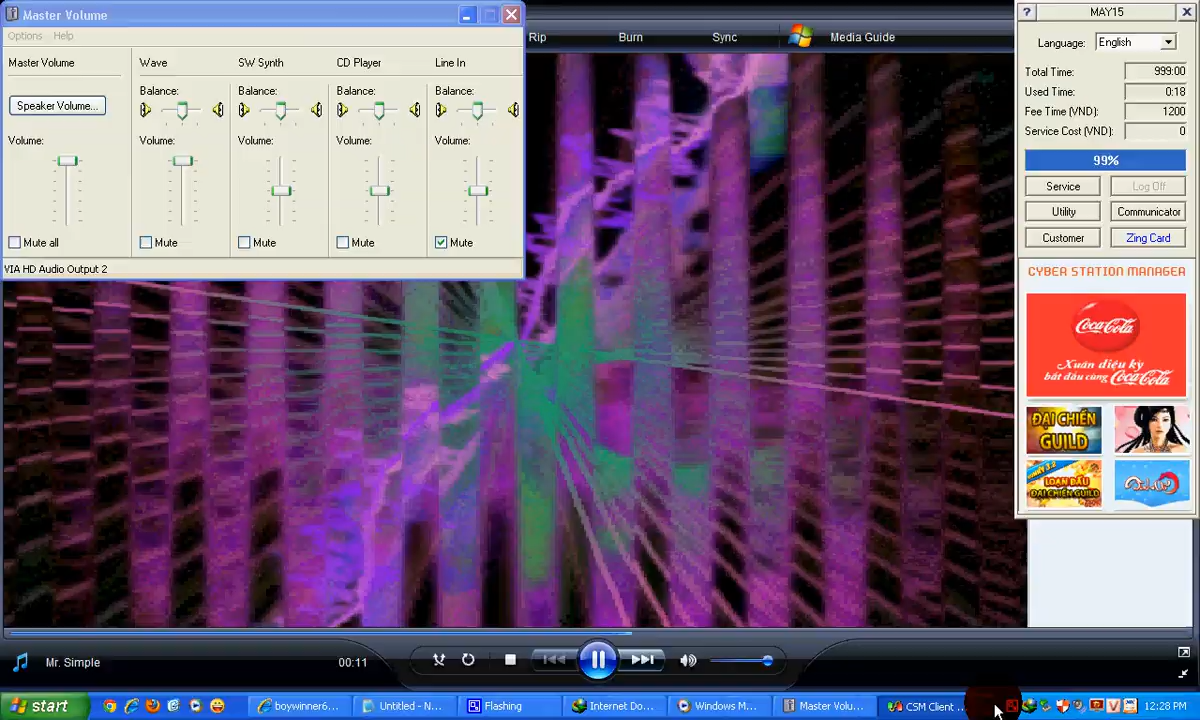 Master Volume
Options Help
Master Volume
Wave
SW Synth
CD Player
Line In
Balance:
Balance:
Balance:
Balance:
Speaker Volume...
Volume:
Volume:
Volume:
Volume:
Volume:
Mute all
Mute
Mute
Mute
Mute
VIA HD Audio Output 2
Rip
Burn
Sync
Media Guide
MAY15
Language:
English
Total Time:
999:00
Used Time:
0:18
Fee Time (VND):
1200
Service Cost (VND):
0
99%
Service
Log Off
Utility
Communicator
Customer
Zing Card
CYBER STATION MANAGER
Coca-Cola
Xuân diệu kỳ
bắt đầu cùng Coca-Cola
ĐẠI CHIẾN
GUILD
LOẠN ĐẤU
ĐẠI CHIẾN GUILD
Mr. Simple
00:11
start
boywinner6...
Untitled - N...
Flashing
Internet Do...
Windows M...
Master Volu...
CSM Client ...
12:28 PM